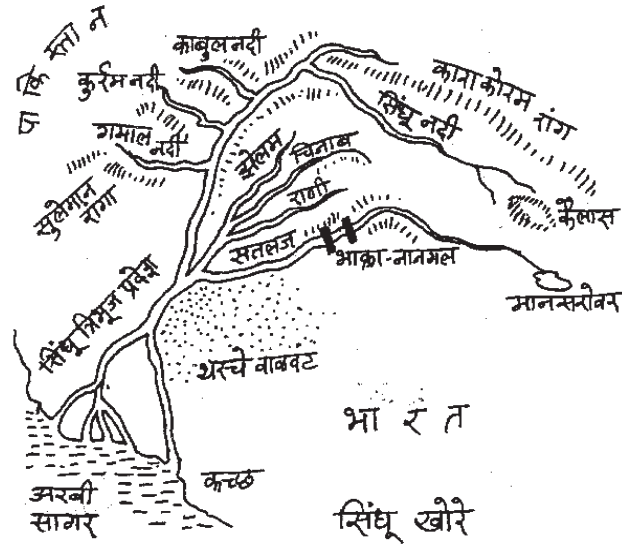 पाकिस्तान
काबुल नदी
कुर्रम नदी
गमाल नदी
सुलेमान रांगा
काराकोरम रांग
सिंधू नदी
कैलास
झेलम
चिनाब
रावी
सतलज
भाक्रा-नानगल
मानसरोवर
सिंधू त्रिभूज प्रदेश
थरचे वाळवंट
भारत
कच्छ
अरबी
सागर
सिंधू खोरे